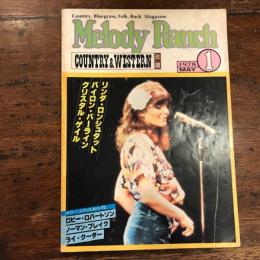 Country, Bluegrass, Folk, Rock Magazine
Melody Ranch
COUNTRY & WESTERN
1978
MAY
1
リンダ・ロンシュタット
バイロン・バーライン
クリスタル・ゲイル
ロビー・ロバートソン
ノーマン・ブレイク
ライ・クーダー